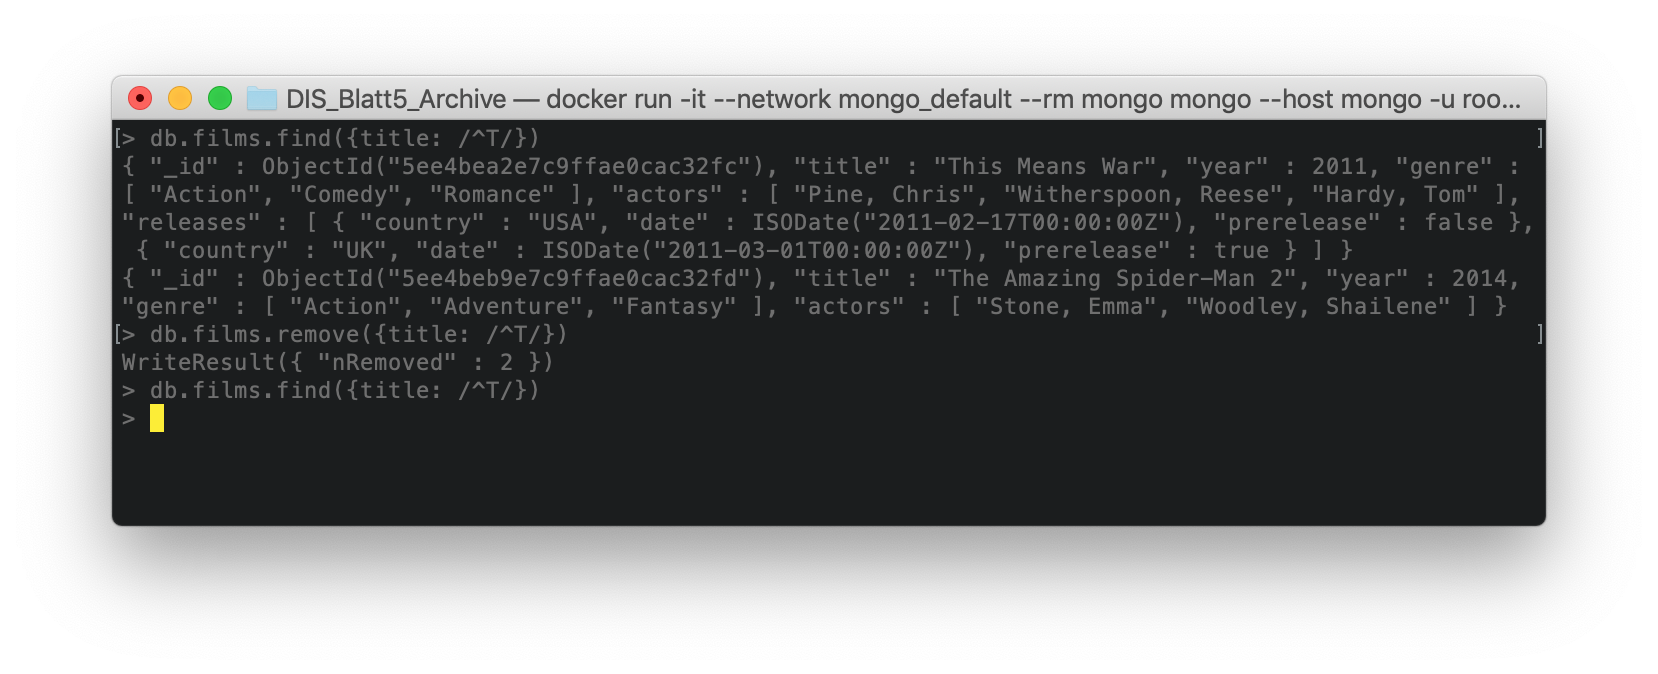 DIS_Blatt5_Archive — docker run -it --network mongo_default --rm mongo mongo --host mongo -u roo...
[> db.films.find({title: /^T/}) ]
{ "_id" : ObjectId("5ee4bea2e7c9ffae0cac32fc"), "title" : "This Means War", "year" : 2011, "genre" :
[ "Action", "Comedy", "Romance" ], "actors" : [ "Pine, Chris", "Witherspoon, Reese", "Hardy, Tom" ],
"releases" : [ { "country" : "USA", "date" : ISODate("2011-02-17T00:00:00Z"), "prerelease" : false },
{ "country" : "UK", "date" : ISODate("2011-03-01T00:00:00Z"), "prerelease" : true } ] }
{ "_id" : ObjectId("5ee4beb9e7c9ffae0cac32fd"), "title" : "The Amazing Spider-Man 2", "year" : 2014,
"genre" : [ "Action", "Adventure", "Fantasy" ], "actors" : [ "Stone, Emma", "Woodley, Shailene" ] }
[> db.films.remove({title: /^T/}) ]
WriteResult({ "nRemoved" : 2 })
> db.films.find({title: /^T/})
>